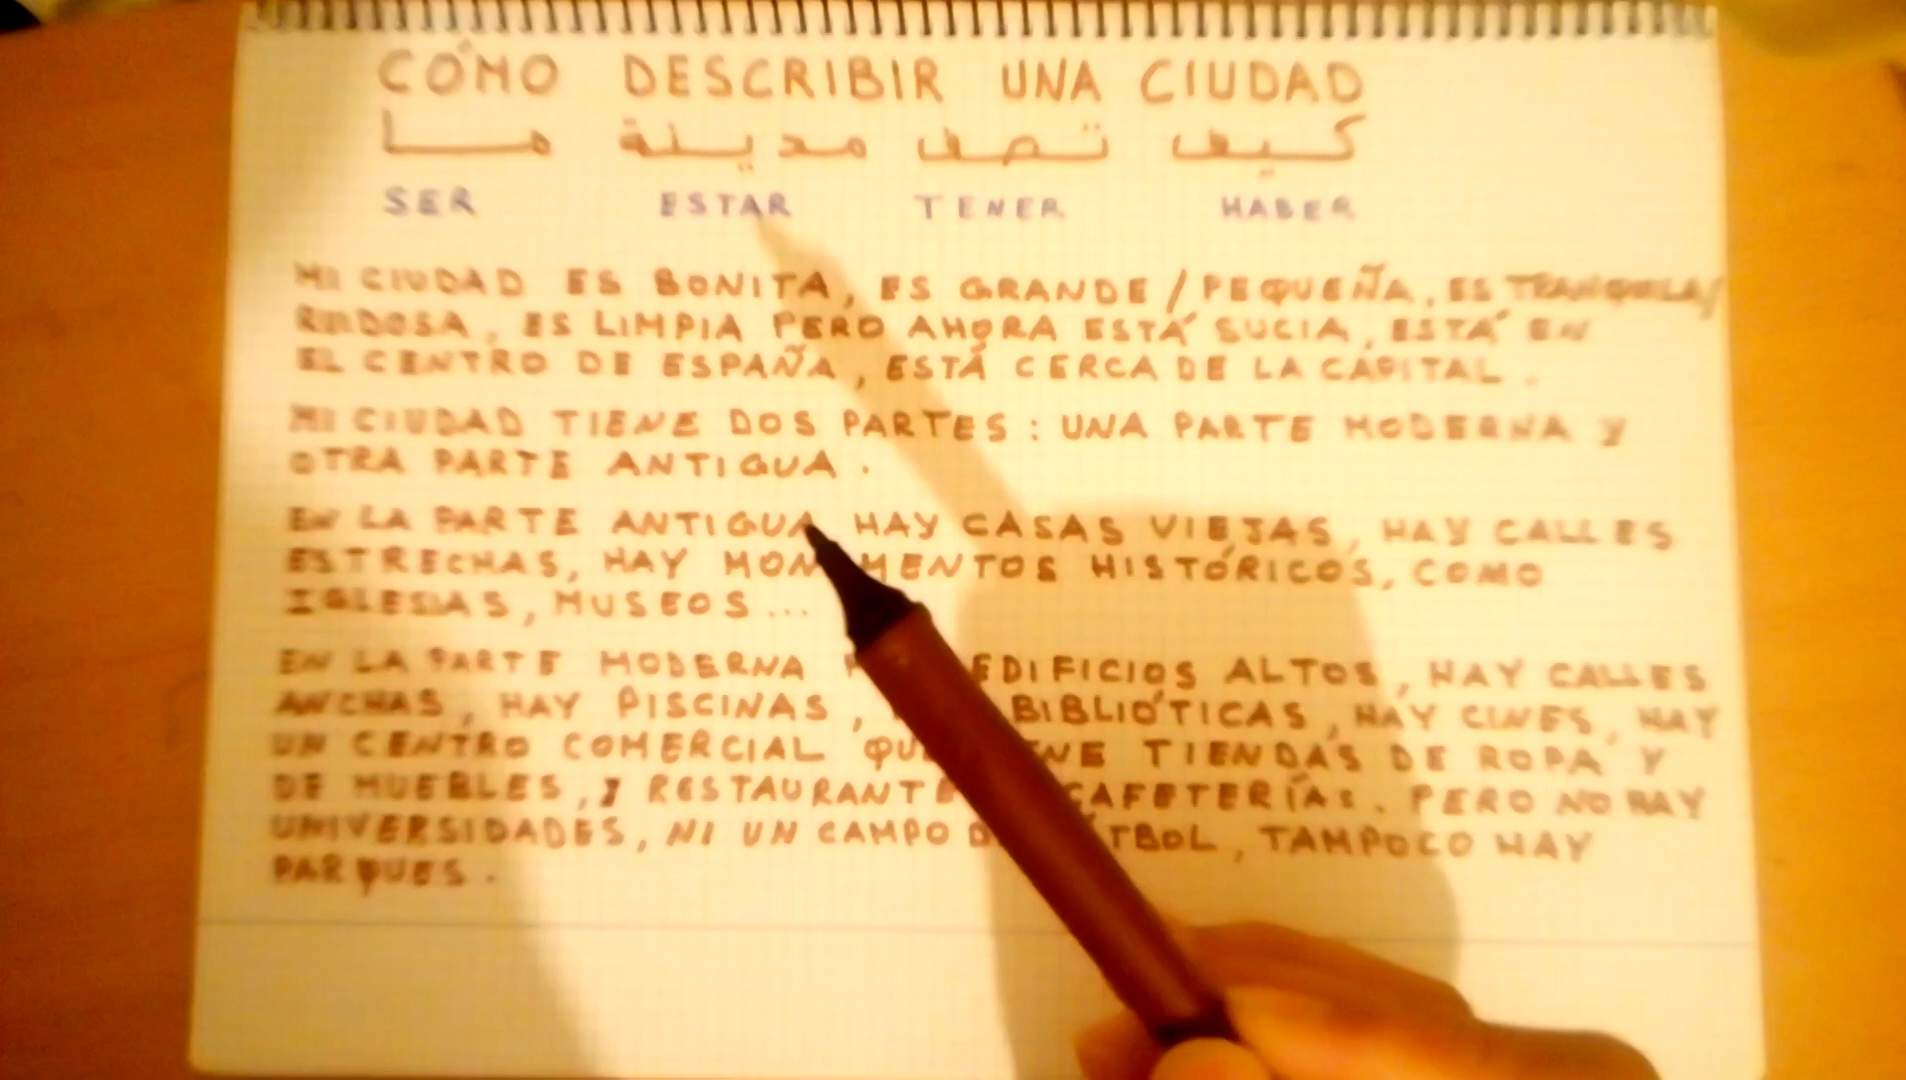 CÓMO DESCRIBIR UNA CIUDAD
كيف تصف مدينة ما
SER ESTAR TENER HABER
MI CIUDAD ES BONITA, ES GRANDE/PEQUEÑA, ES TRANQUILA/
RUIDOSA, ES LIMPIA PERO AHORA ESTÁ SUCIA, ESTÁ EN
EL CENTRO DE ESPAÑA, ESTÁ CERCA DE LA CAPITAL.
MI CIUDAD TIENE DOS PARTES: UNA PARTE MODERNA Y
OTRA PARTE ANTIGUA.
EN LA PARTE ANTIGUA HAY CASAS VIEJAS, HAY CALLES
ESTRECHAS, HAY MONUMENTOS HISTÓRICOS, COMO
IGLESIAS, MUSEOS...
EN LA PARTE MODERNA EDIFICIOS ALTOS, HAY CALLES
ANCHAS, HAY PISCINAS, BIBLIÓTICAS, HAY CINES, HAY
UN CENTRO COMERCIAL TIENDAS DE ROPA Y
DE MUEBLES, Y RESTAURANTE CAFETERÍAS. PERO NO HAY
UNIVERSIDADES, NI UN CAMPO FÚTBOL, TAMPOCO HAY
PARQUES.